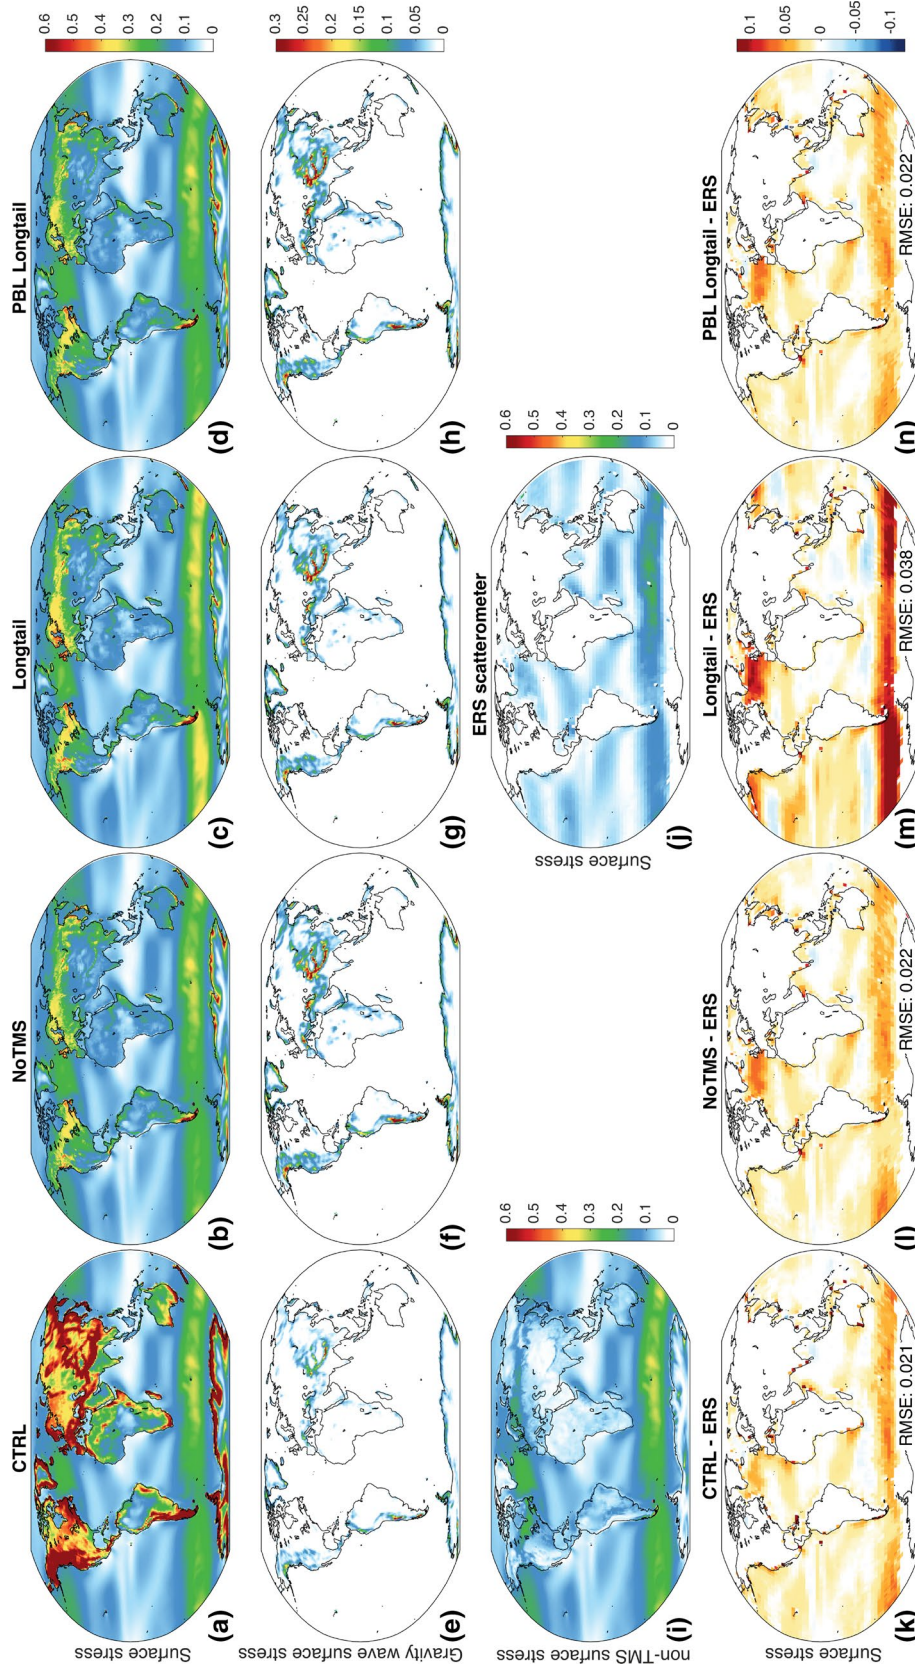 CTRL
NoTMS
Longtail
PBL Longtail
Surface stress
(a)
(b)
(c)
(d)
0.6
0.5
0.4
0.3
0.2
0.1
0
Gravity wave surface stress
(e)
(f)
(g)
(h)
0.3
0.25
0.2
0.15
0.1
0.05
0
non-TMS surface stress
(i)
0.6
0.5
0.4
0.3
0.2
0.1
0
ERS scatterometer
Surface stress
(j)
0.6
0.5
0.4
0.3
0.2
0.1
0
CTRL - ERS
NoTMS - ERS
Longtail - ERS
PBL Longtail - ERS
Surface stress
(k)
RMSE: 0.021
(l)
RMSE: 0.022
(m)
RMSE: 0.038
(n)
RMSE: 0.022
0.1
0.05
0
-0.05
-0.1